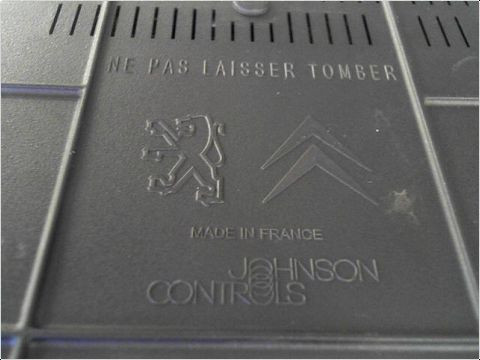 NE PAS LAISSER TOMBER
MADE IN FRANCE
JOHNSON
CONTROLS